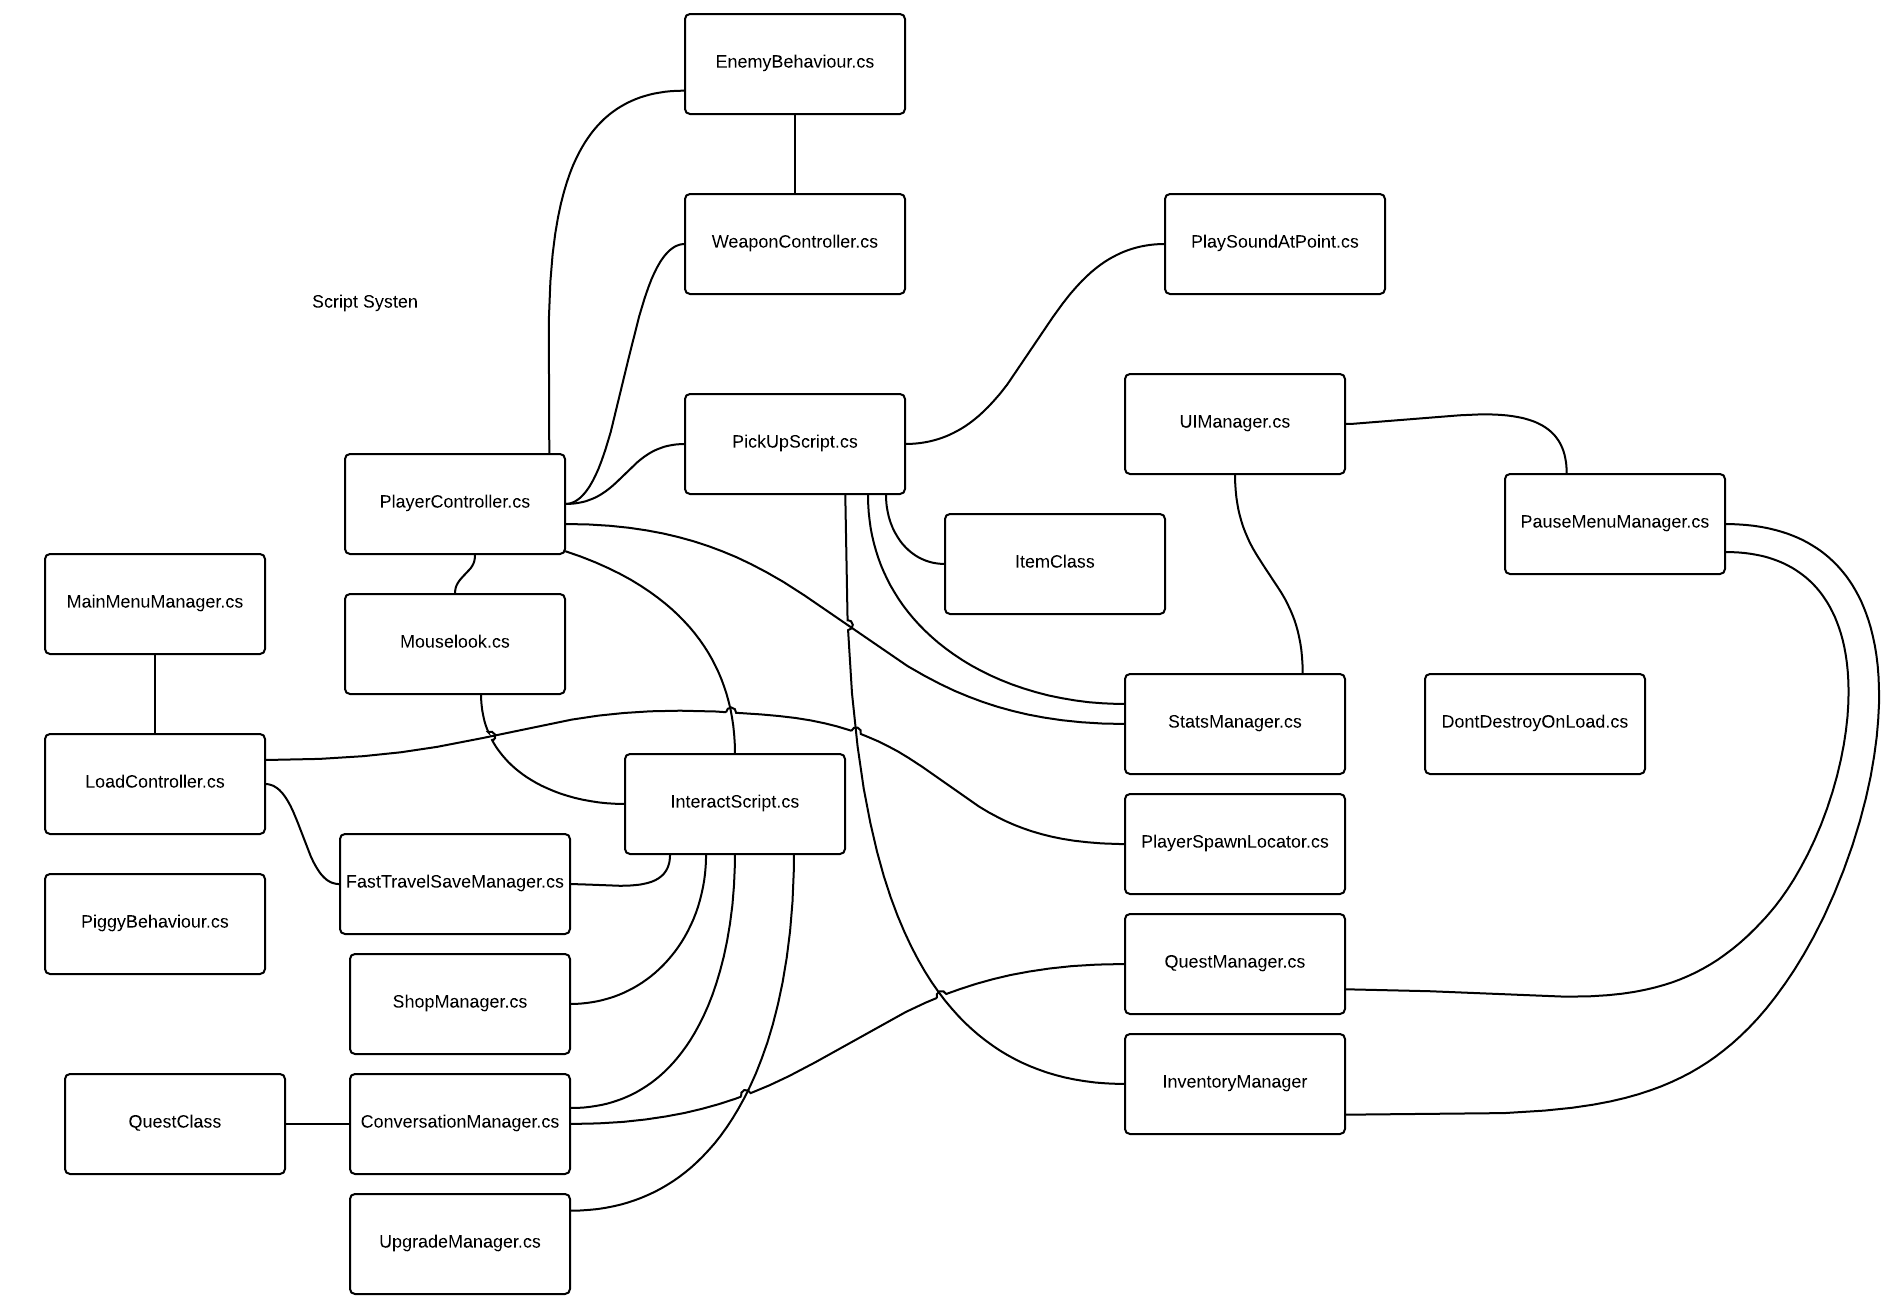 EnemyBehaviour.cs
WeaponController.cs
PlaySoundAtPoint.cs
Script Systen
UIManager.cs
PickUpScript.cs
PlayerController.cs
PauseMenuManager.cs
ItemClass
MainMenuManager.cs
Mouselook.cs
StatsManager.cs
DontDestroyOnLoad.cs
LoadController.cs
InteractScript.cs
PlayerSpawnLocator.cs
FastTravelSaveManager.cs
PiggyBehaviour.cs
QuestManager.cs
ShopManager.cs
InventoryManager
QuestClass
ConversationManager.cs
UpgradeManager.cs